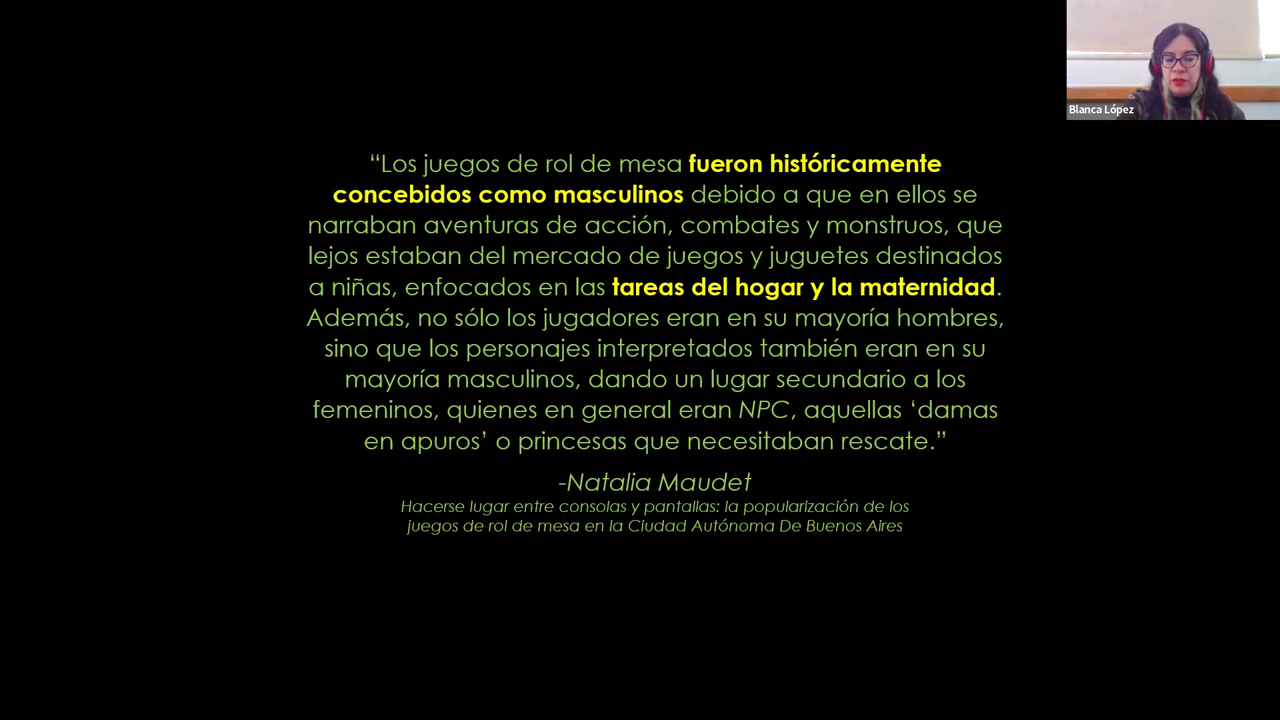 “Los juegos de rol de mesa fueron históricamente
concebidos como masculinos debido a que en ellos se
narraban aventuras de acción, combates y monstruos, que
lejos estaban del mercado de juegos y juguetes destinados
a niñas, enfocados en las tareas del hogar y la maternidad.
Además, no sólo los jugadores eran en su mayoría hombres,
sino que los personajes interpretados también eran en su
mayoría masculinos, dando un lugar secundario a los
femeninos, quienes en general eran NPC, aquellas ‘damas
en apuros’ o princesas que necesitaban rescate.”
-Natalia Maudet
Hacerse lugar entre consolas y pantallas: la popularización de los
juegos de rol de mesa en la Ciudad Autónoma De Buenos Aires
Blanca López